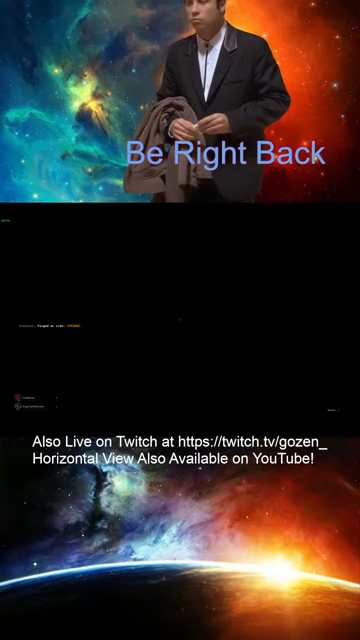 Be Right Back
Also Live on Twitch at https://twitch.tv/gozen_
Horizontal View Also Available on YouTube!